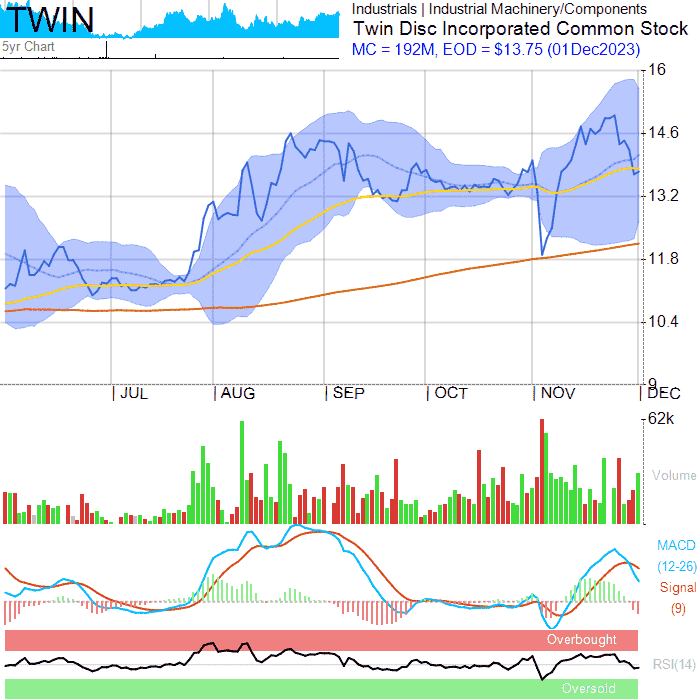 TWIN
5yr Chart
Industrials | Industrial Machinery/Components
Twin Disc Incorporated Common Stock
MC = 192M, EOD = $13.75 (01Dec2023)
16
14.6
13.2
11.8
10.4
9
JUL AUG SEP OCT NOV DEC
62k
Volume
MACD
(12-26)
Signal
(9)
Overbought
RSI(14)
Oversold